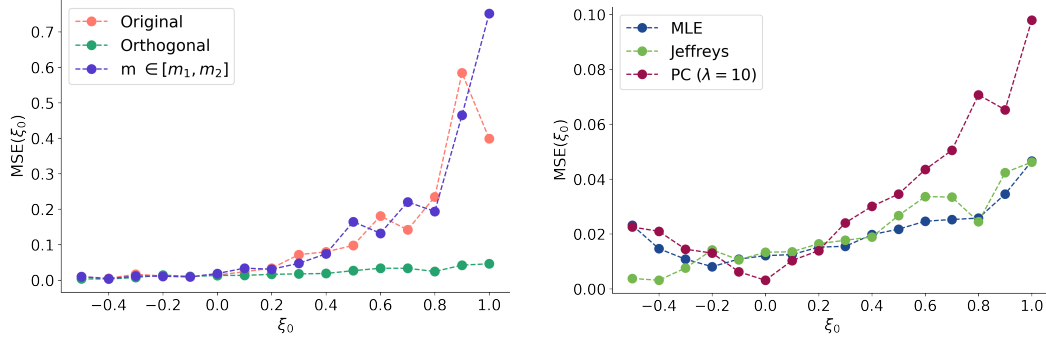 MSE(ξ₀)
0.7
0.6
0.5
0.4
0.3
0.2
0.1
0.0
Original
Orthogonal
m ∈ [m₁, m₂]
−0.4 −0.2 0.0 0.2 0.4 0.6 0.8 1.0
ξ₀
MSE(ξ₀)
0.10
0.08
0.06
0.04
0.02
0.00
MLE
Jeffreys
PC (λ = 10)
−0.4 −0.2 0.0 0.2 0.4 0.6 0.8 1.0
ξ₀